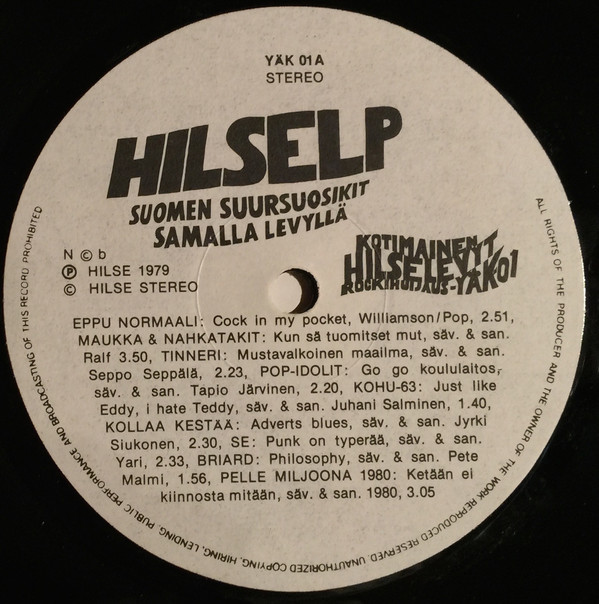 YÄK 01A
STEREO
HILSELP
SUOMEN SUURSUOSIKIT
SAMALLA LEVYLLÄ
KOTIMAINEN
HILSELEVYT
ROCKIHUIPAUS-YÄK01
N © b
Ⓟ HILSE 1979
© HILSE STEREO
EPPU NORMAALI: Cock in my pocket, Williamson/Pop, 2.51,
MAUKKA & NAHKATAKIT: Kun sä tuomitset mut, säv. & san.
Ralf 3.50, TINNERI: Mustavalkoinen maailma, säv. & san.
Seppo Seppälä, 2.23, POP-IDOLIT: Go go koululaitos,
säv. & san. Tapio Järvinen, 2.20, KOHU-63: Just like
Eddy, i hate Teddy, säv. & san. Juhani Salminen, 1.40,
KOLLAA KESTÄÄ: Adverts blues, säv. & san. Jyrki
Siukonen, 2.30, SE: Punk on typerää, säv. & san.
Yari, 2.33, BRIARD: Philosophy, säv. & san. Pete
Malmi, 1.56, PELLE MILJOONA 1980: Ketään ei
kiinnosta mitään, säv. & san. 1980, 3.05
ALL RIGHTS OF THE PRODUCER AND THE OWNER OF THE WORK REPRODUCED RESERVED. UNAUTHORIZED COPYING, HIRING, LENDING, PUBLIC PERFORMANCE AND BROADCASTING OF THIS RECORD PROHIBITED